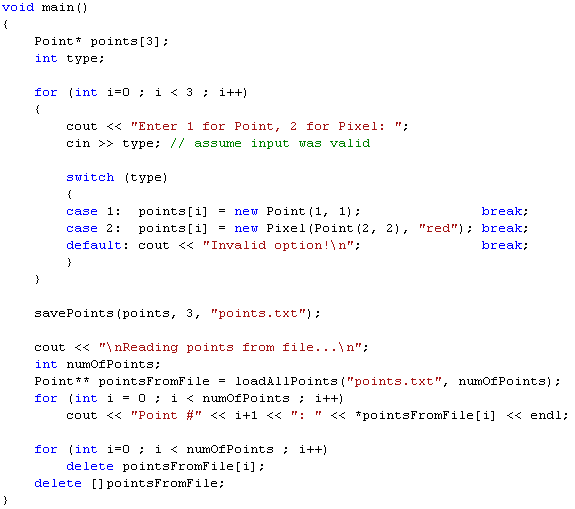 void main()
{
    Point* points[3];
    int type;

    for (int i=0 ; i < 3 ; i++)
    {
        cout << "Enter 1 for Point, 2 for Pixel: ";
        cin >> type; // assume input was valid

        switch (type)
        {
        case 1:  points[i] = new Point(1, 1);               break;
        case 2:  points[i] = new Pixel(Point(2, 2), "red"); break;
        default: cout << "Invalid option!\n";               break;
        }
    }

    savePoints(points, 3, "points.txt");

    cout << "\nReading points from file...\n";
    int numOfPoints;
    Point** pointsFromFile = loadAllPoints("points.txt", numOfPoints);
    for (int i = 0 ; i < numOfPoints ; i++)
        cout << "Point #" << i+1 << ": " << *pointsFromFile[i] << endl;

    for (int i=0 ; i < numOfPoints ; i++)
        delete pointsFromFile[i];
    delete []pointsFromFile;
}